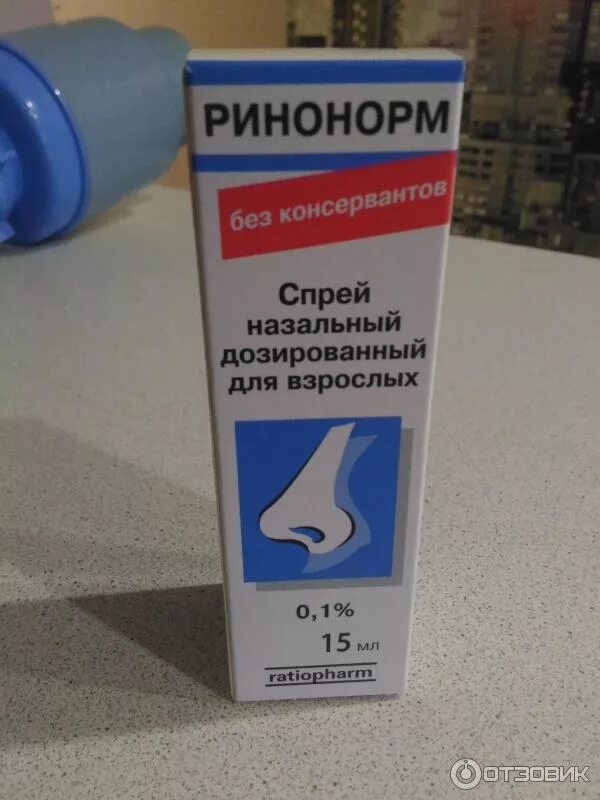 РИНОНОРМ
без консервантов
Спрей
назальный
дозированный
для взрослых
0,1%
15 мл
ratiopharm
ОТЗОВИК